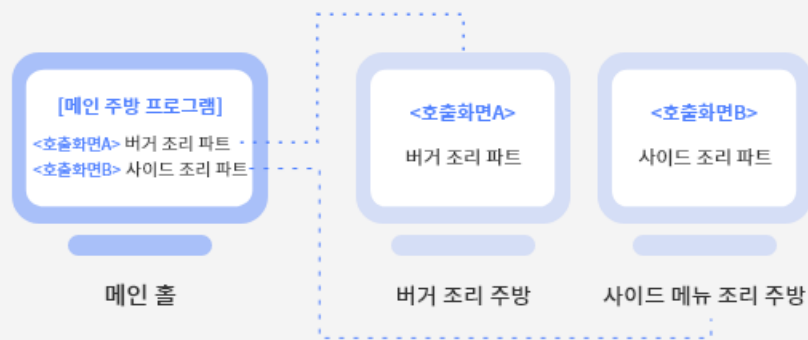 [메인 주방 프로그램]
<호출화면A> 버거 조리 파트
<호출화면B> 사이드 조리 파트
메인 홀
<호출화면A>
버거 조리 파트
버거 조리 주방
<호출화면B>
사이드 조리 파트
사이드 메뉴 조리 주방